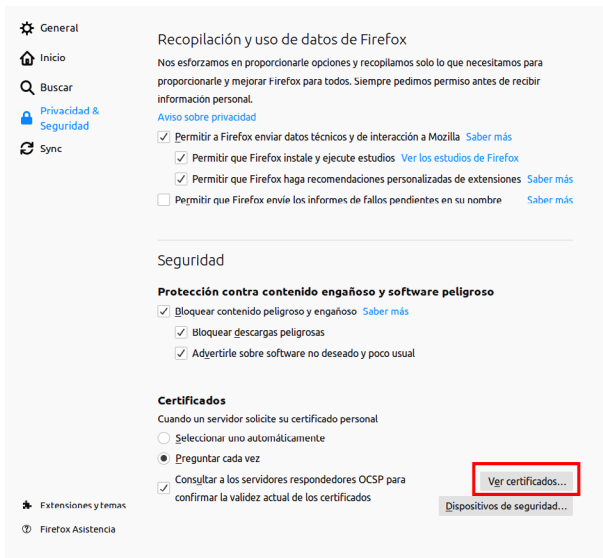 General
Inicio
Buscar
Privacidad &
Seguridad
Sync
Recopilación y uso de datos de Firefox
Nos esforzamos en proporcionarle opciones y recopilamos solo lo que necesitamos para
proporcionarle y mejorar Firefox para todos. Siempre pedimos permiso antes de recibir
información personal.
Aviso sobre privacidad
Permitir a Firefox enviar datos técnicos y de interacción a Mozilla Saber más
Permitir que Firefox instale y ejecute estudios Ver los estudios de Firefox
Permitir que Firefox haga recomendaciones personalizadas de extensiones Saber más
Permitir que Firefox envíe los informes de fallos pendientes en su nombre Saber más
Seguridad
Protección contra contenido engañoso y software peligroso
Bloquear contenido peligroso y engañoso Saber más
Bloquear descargas peligrosas
Advertirle sobre software no deseado y poco usual
Certificados
Cuando un servidor solicite su certificado personal
Seleccionar uno automáticamente
Preguntar cada vez
Consultar a los servidores respondedores OCSP para
confirmar la validez actual de los certificados
Ver certificados...
Dispositivos de seguridad...
Extensiones y temas
Firefox Asistencia